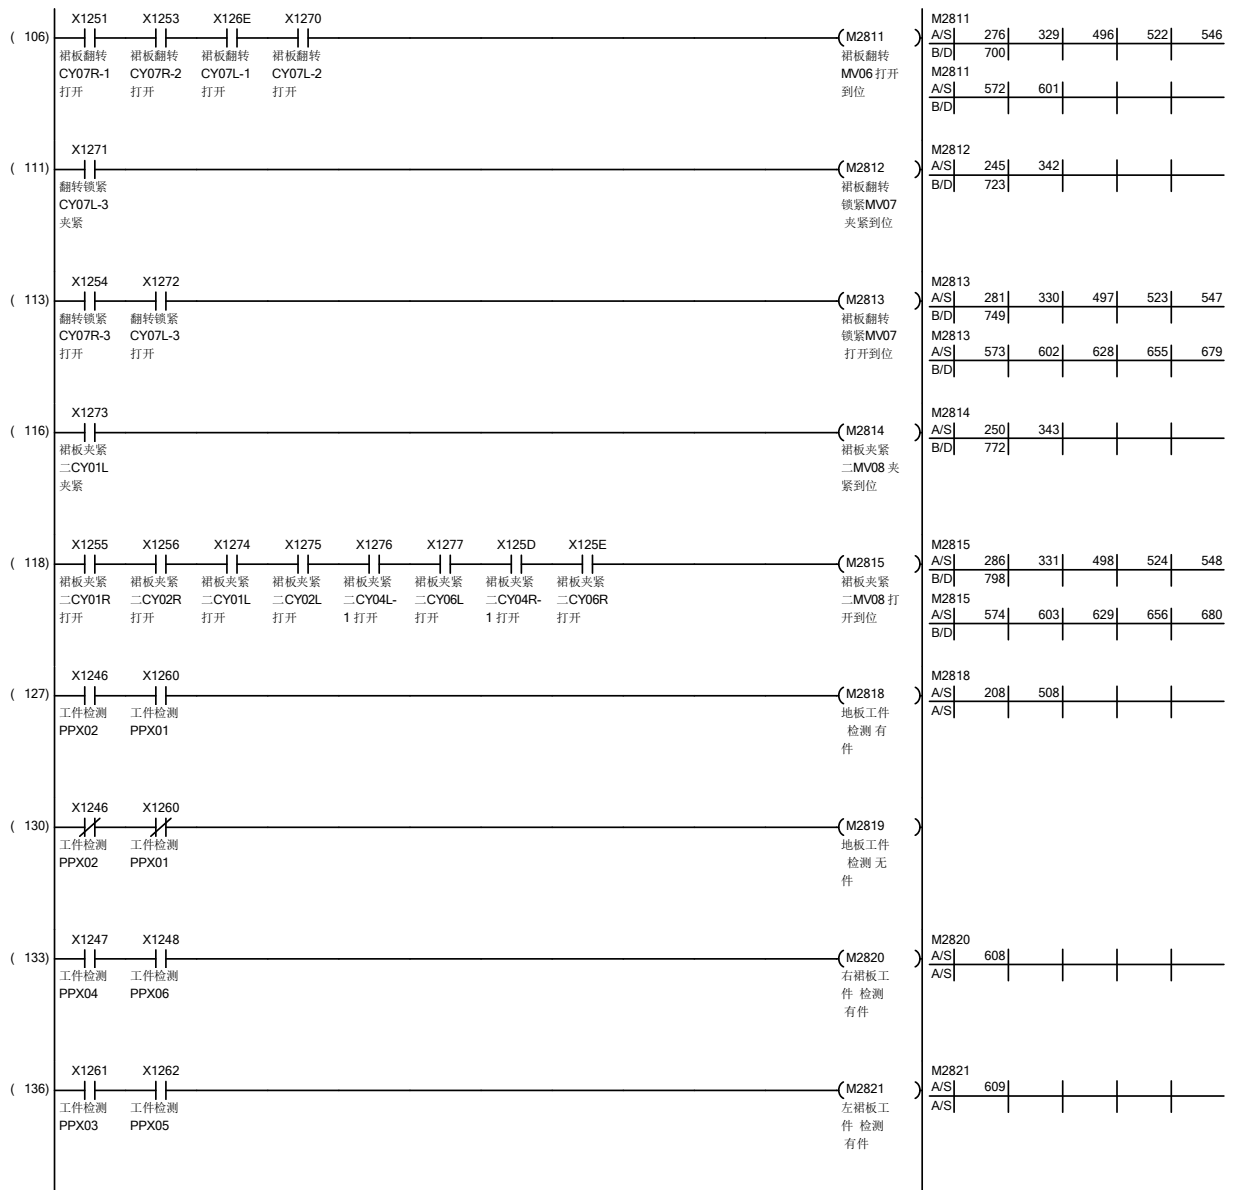 X1251 X1253 X126E X1270
( 106) (M2811 )
裙板翻转 裙板翻转 裙板翻转 裙板翻转 裙板翻转
CY07R-1 CY07R-2 CY07L-1 CY07L-2 MV06 打开
打开 打开 打开 打开 到位
M2811
A/S 276 329 496 522 546
B/D 700
M2811
A/S 572 601
B/D
X1271
( 111) (M2812 )
翻转锁紧 裙板翻转
CY07L-3 锁紧MV07
夹紧 夹紧到位
M2812
A/S 245 342
B/D 723
X1254 X1272
( 113) (M2813 )
翻转锁紧 翻转锁紧 裙板翻转
CY07R-3 CY07L-3 锁紧MV07
打开 打开 打开到位
M2813
A/S 281 330 497 523 547
B/D 749
M2813
A/S 573 602 628 655 679
B/D
X1273
( 116) (M2814 )
裙板夹紧 裙板夹紧
二CY01L 二MV08 夹
夹紧 紧到位
M2814
A/S 250 343
B/D 772
X1255 X1256 X1274 X1275 X1276 X1277 X125D X125E
( 118) (M2815 )
裙板夹紧 裙板夹紧 裙板夹紧 裙板夹紧 裙板夹紧 裙板夹紧 裙板夹紧 裙板夹紧 裙板夹紧
二CY01R 二CY02R 二CY01L 二CY02L 二CY04L- 二CY06L 二CY04R- 二CY06R 二MV08 打
打开 打开 打开 打开 1 打开 打开 1 打开 打开 开到位
M2815
A/S 286 331 498 524 548
B/D 798
M2815
A/S 574 603 629 656 680
B/D
X1246 X1260
( 127) (M2818 )
工件检测 工件检测 地板工件
PPX02 PPX01 检测 有
件
M2818
A/S 208 508
A/S
X1246 X1260
( 130) (M2819 )
工件检测 工件检测 地板工件
PPX02 PPX01 检测 无
件
X1247 X1248
( 133) (M2820 )
工件检测 工件检测 右裙板工
PPX04 PPX06 件 检测
有件
M2820
A/S 608
A/S
X1261 X1262
( 136) (M2821 )
工件检测 工件检测 左裙板工
PPX03 PPX05 件 检测
有件
M2821
A/S 609
A/S